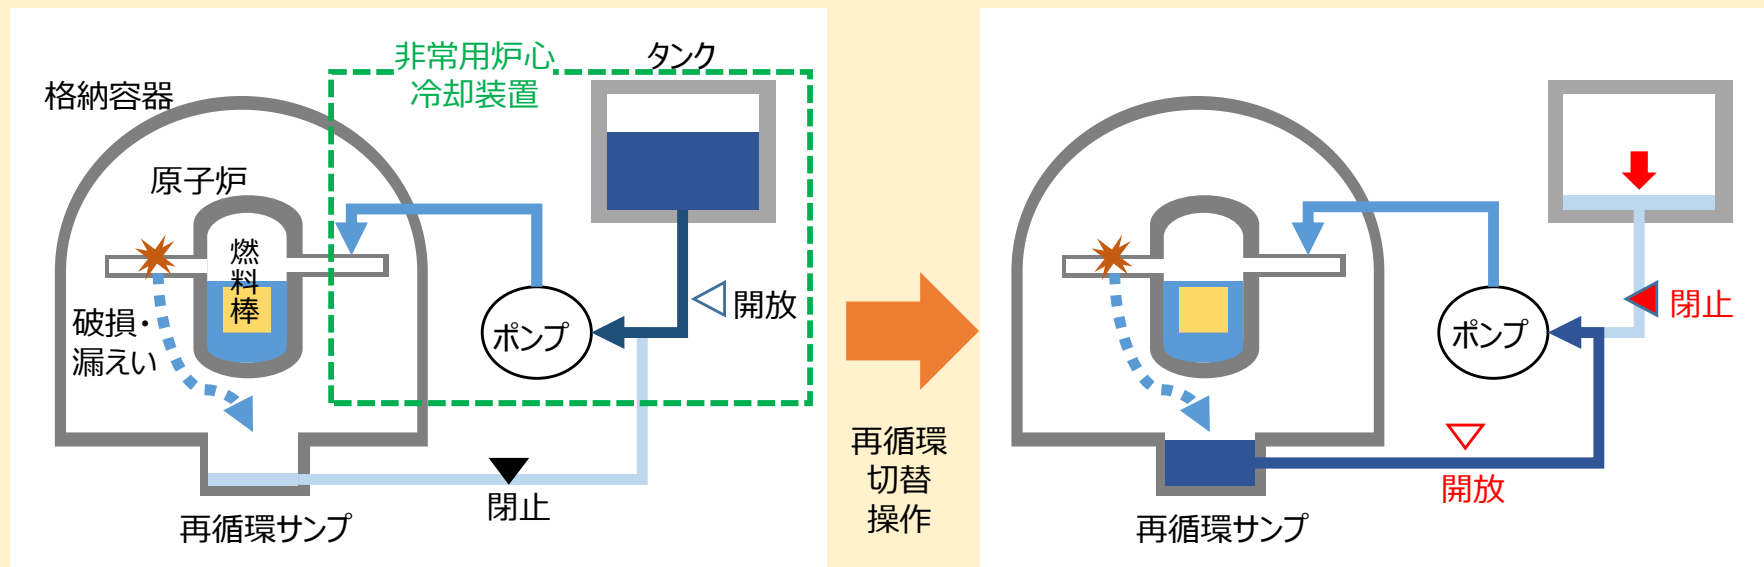 非常用炉心
冷却装置
タンク
格納容器
原子炉
燃
料
棒
破損・
漏えい
ポンプ
開放
閉止
再循環サンプ
再循環
切替
操作
ポンプ
閉止
開放
再循環サンプ